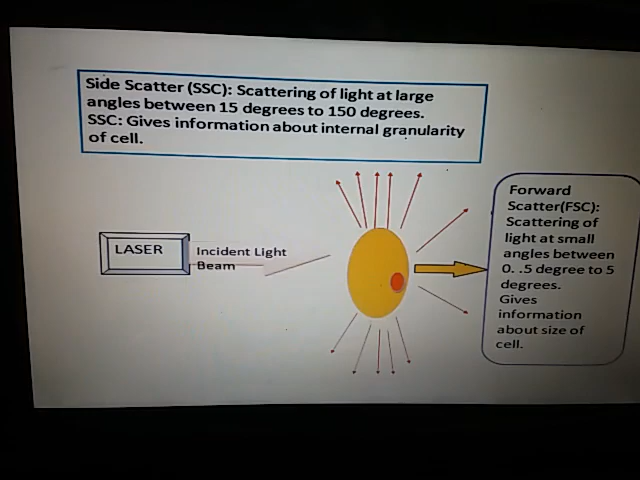 Side Scatter (SSC): Scattering of light at large
angles between 15 degrees to 150 degrees.
SSC: Gives information about internal granularity
of cell.
LASER
Incident Light
Beam
Forward
Scatter(FSC):
Scattering of
light at small
angles between
0. .5 degree to 5
degrees.
Gives
information
about size of
cell.